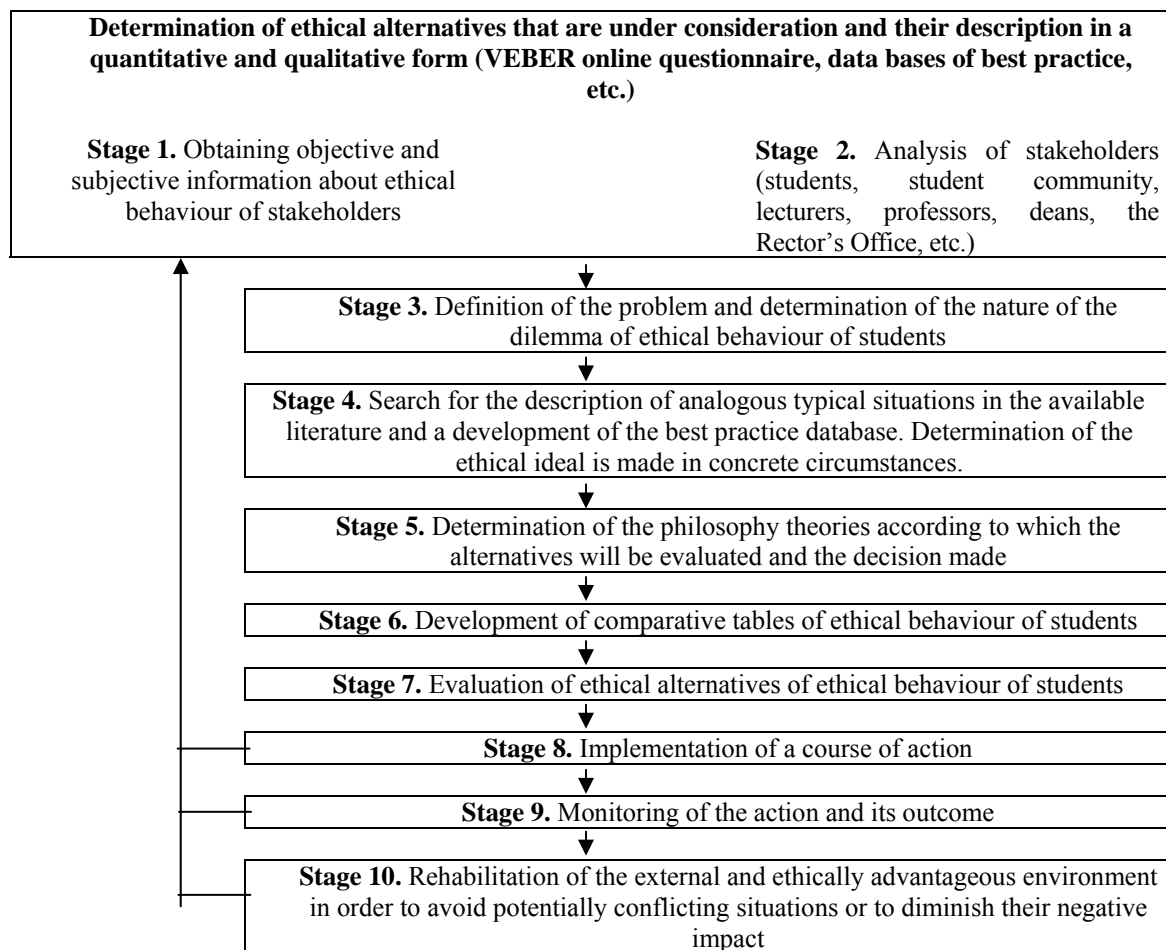 Determination of ethical alternatives that are under consideration and their description in a
quantitative and qualitative form (VEBER online questionnaire, data bases of best practice,
etc.)
Stage 1. Obtaining objective and
subjective information about ethical
behaviour of stakeholders
Stage 2. Analysis of stakeholders
(students, student community,
lecturers, professors, deans, the
Rector's Office, etc.)
Stage 3. Definition of the problem and determination of the nature of the
dilemma of ethical behaviour of students
Stage 4. Search for the description of analogous typical situations in the available
literature and a development of the best practice database. Determination of the
ethical ideal is made in concrete circumstances.
Stage 5. Determination of the philosophy theories according to which the
alternatives will be evaluated and the decision made
Stage 6. Development of comparative tables of ethical behaviour of students
Stage 7. Evaluation of ethical alternatives of ethical behaviour of students
Stage 8. Implementation of a course of action
Stage 9. Monitoring of the action and its outcome
Stage 10. Rehabilitation of the external and ethically advantageous environment
in order to avoid potentially conflicting situations or to diminish their negative
impact